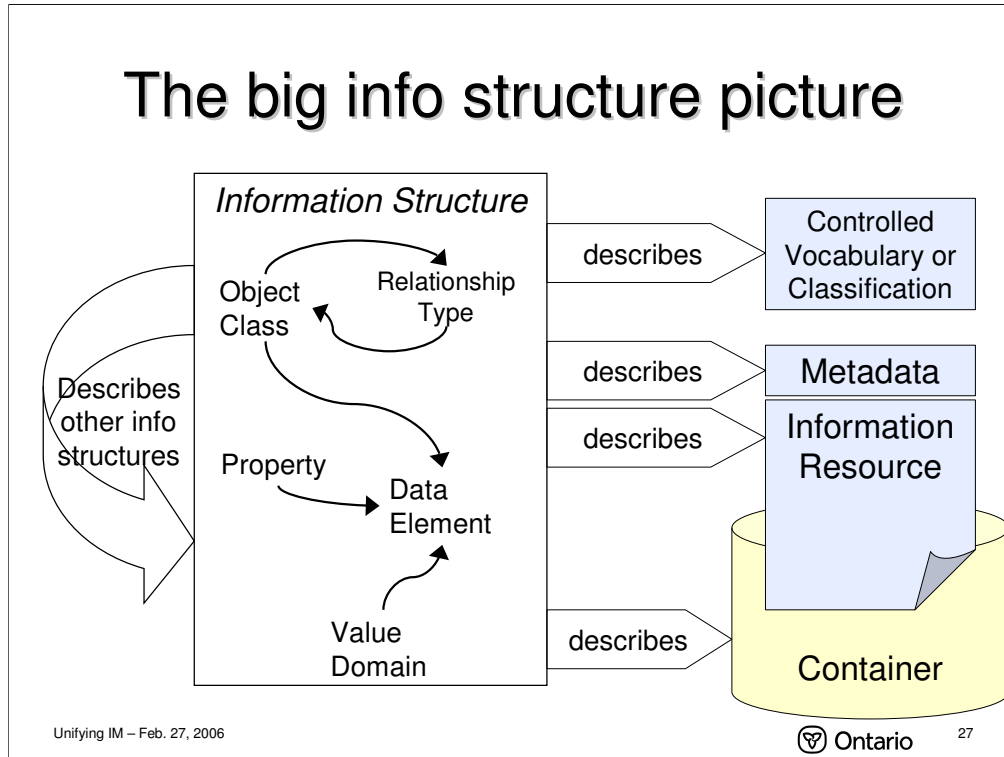 The big info structure picture
Information Structure
Object
Class
Relationship
Type
Property
Data
Element
Value
Domain
Describes
other info
structures
describes
Controlled
Vocabulary or
Classification
describes
Metadata
describes
Information
Resource
describes
Container
Unifying IM – Feb. 27, 2006
Ontario
27